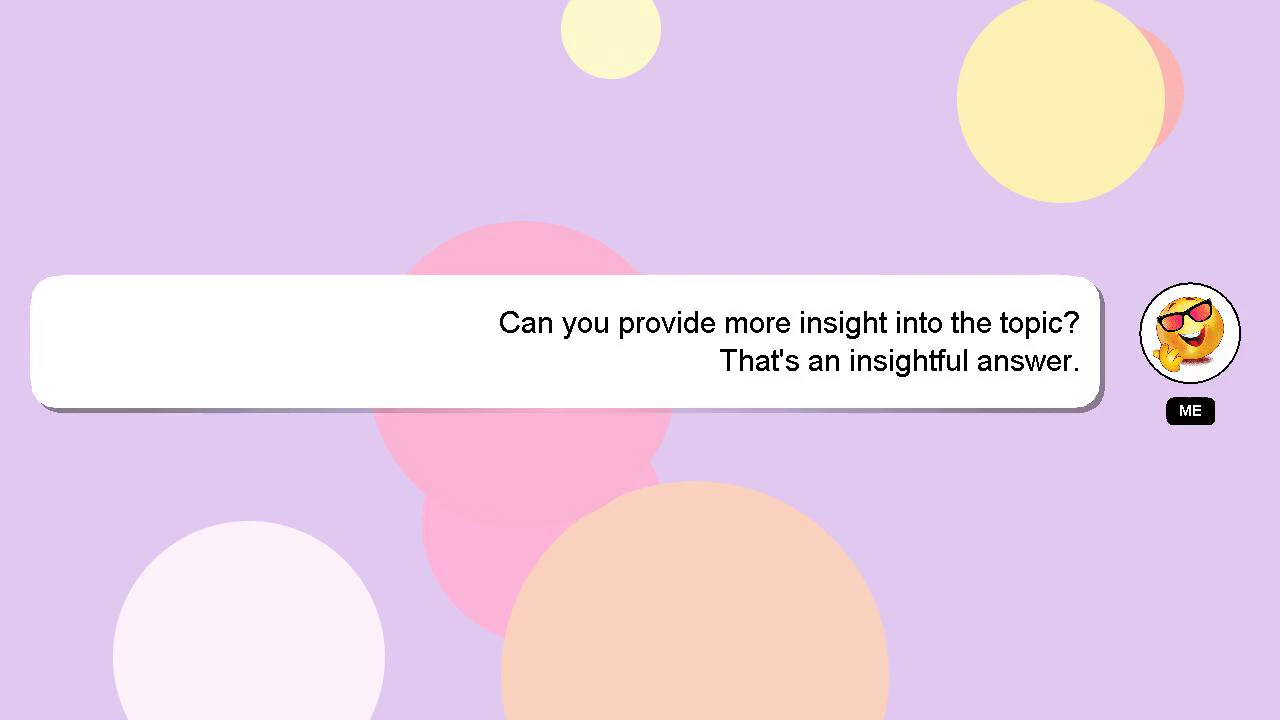 Can you provide more insight into the topic?
That's an insightful answer.
ME